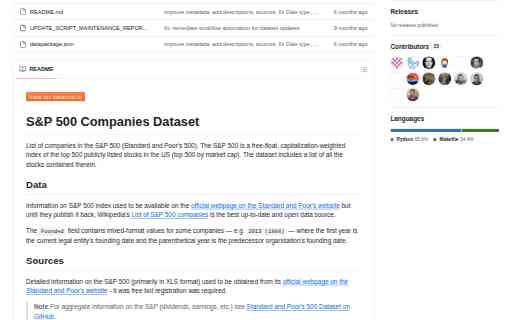 README.md
improve metadata: add descriptions, sources, fix Date type, ...
6 months ago
UPDATE_SCRIPT_MAINTENANCE_REPOR...
fix: remediate workflow automation for dataset updates
9 months ago
datapackage.json
improve metadata: add descriptions, sources, fix Date type, ...
6 months ago
README
S&P 500 Companies Dataset
List of companies in the S&P 500 (Standard and Poor's 500). The S&P 500 is a free-float, capitalization-weighted
index of the top 500 publicly listed stocks in the US (top 500 by market cap). The dataset includes a list of all the
stocks contained therein.
Data
Information on S&P 500 index used to be available on the official webpage on the Standard and Poor's website but
until they publish it back, Wikipedia's List of S&P 500 companies is the best up-to-date and open data source.
The Founded field contains mixed-format values for some companies — e.g. 2013 (1984) — where the first year is
the current legal entity's founding date and the parenthetical year is the predecessor organisation's founding date.
Sources
Detailed information on the S&P 500 (primarily in XLS format) used to be obtained from its official webpage on the
Standard and Poor's website - it was free but registration was required.
Note For aggregate information on the S&P (dividends, earnings, etc.) see Standard and Poor's 500 Dataset on
GitHub.
Releases
No releases published
Contributors 23
Languages
Python 65.6% Makefile 34.4%